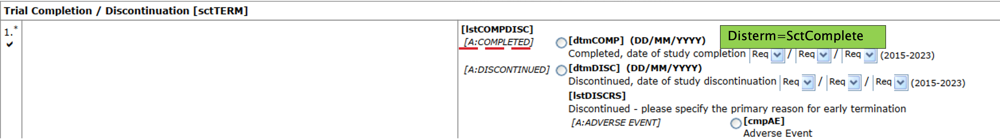 Trial Completion / Discontinuation [sctTERM]
1.*
[lstCOMPDISC]
[A:COMPLETED]
[dtmCOMP] (DD/MM/YYYY)
Disterm=SctComplete
Completed, date of study completion Req / Req / Req (2015-2023)
[A:DISCONTINUED]
[dtmDISC] (DD/MM/YYYY)
Discontinued, date of study discontinuation Req / Req / Req (2015-2023)
[lstDISCRS]
Discontinued - please specify the primary reason for early termination
[A:ADVERSE EVENT]
[cmpAE]
Adverse Event